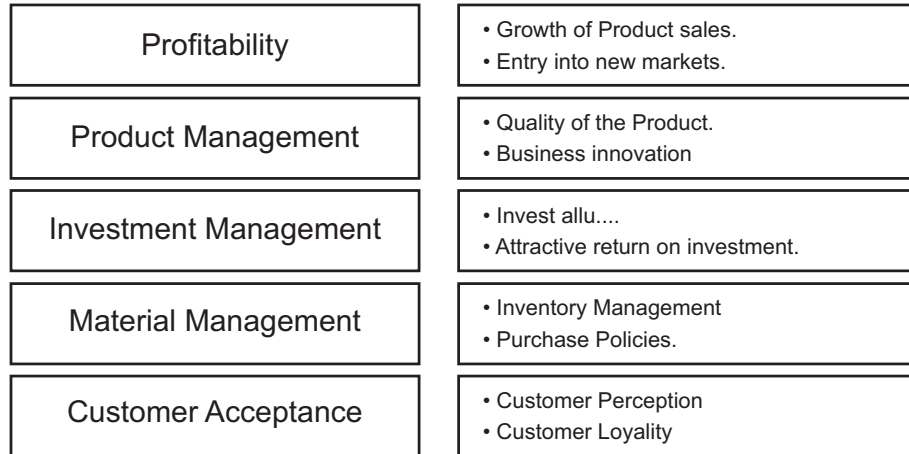 Profitability
• Growth of Product sales.
• Entry into new markets.
Product Management
• Quality of the Product.
• Business innovation
Investment Management
• Invest allu....
• Attractive return on investment.
Material Management
• Inventory Management
• Purchase Policies.
Customer Acceptance
• Customer Perception
• Customer Loyality